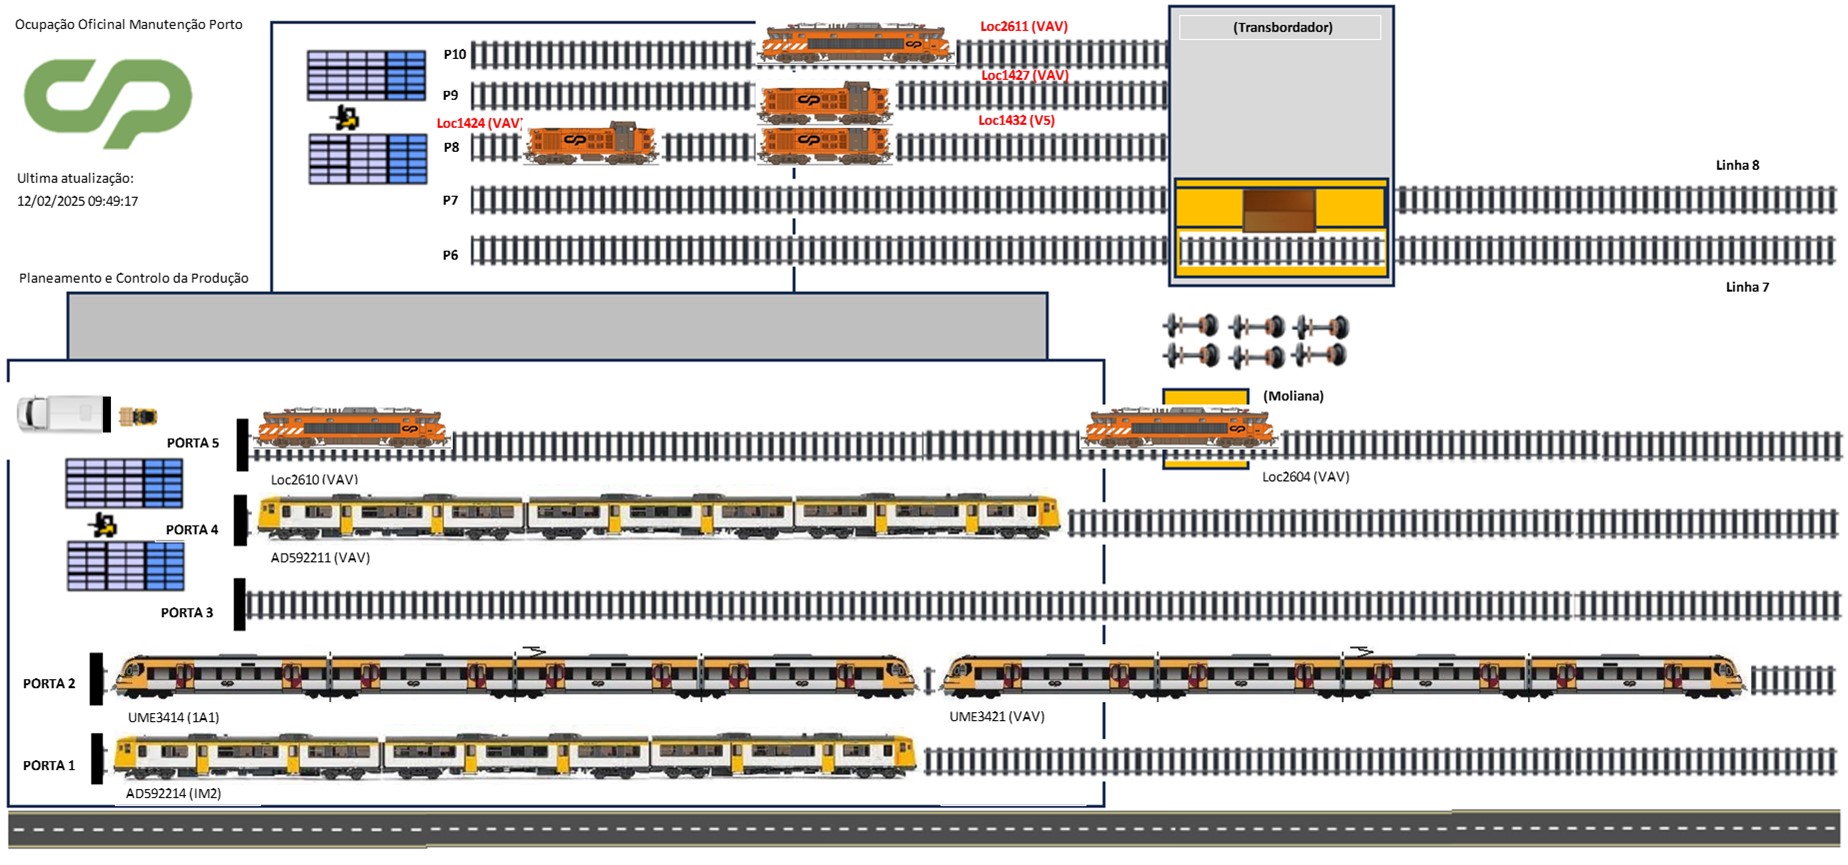 Ocupação Oficinal Manutenção Porto
CP
Ultima atualização:
12/02/2025 09:49:17
Planeamento e Controlo da Produção
Loc2611 (VAV)
P10
Loc1427 (VAV)
P9
Loc1424 (VAV)
Loc1432 (V5)
P8
P7
P6
(Transbordador)
Linha 8
Linha 7
(Moliana)
PORTA 5
Loc2610 (VAV)
Loc2604 (VAV)
PORTA 4
AD592211 (VAV)
PORTA 3
PORTA 2
UME3414 (1A1)
UME3421 (VAV)
PORTA 1
AD592214 (IM2)